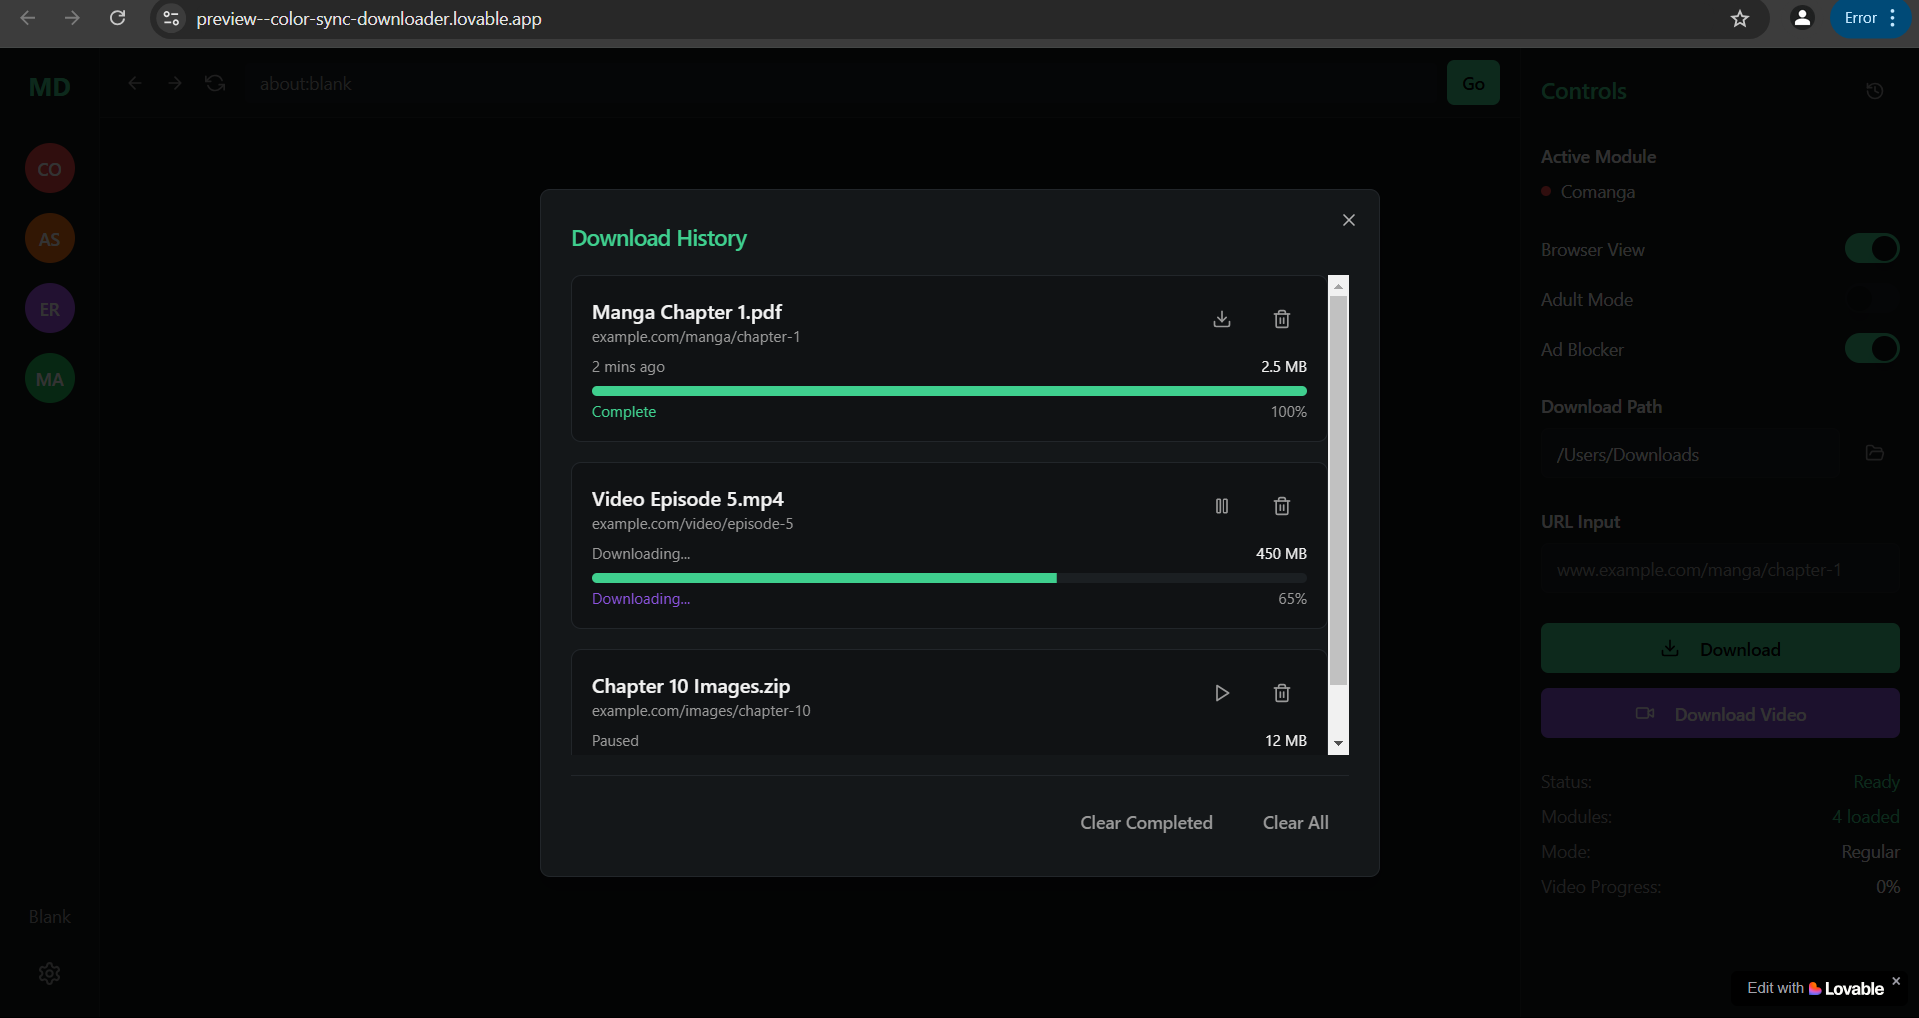 preview--color-sync-downloader.lovable.app
Error
MD
about:blank
Go
CO
AS
ER
MA
Blank
Download History
Manga Chapter 1.pdf
example.com/manga/chapter-1
2 mins ago
2.5 MB
Complete
100%
Video Episode 5.mp4
example.com/video/episode-5
Downloading...
450 MB
Downloading...
65%
Chapter 10 Images.zip
example.com/images/chapter-10
Paused
12 MB
Clear Completed
Clear All
Controls
Active Module
Comanga
Browser View
Adult Mode
Ad Blocker
Download Path
/Users/Downloads
URL Input
www.example.com/manga/chapter-1
Download
Download Video
Status: Ready
Modules: 4 loaded
Mode: Regular
Video Progress: 0%
Edit with Lovable